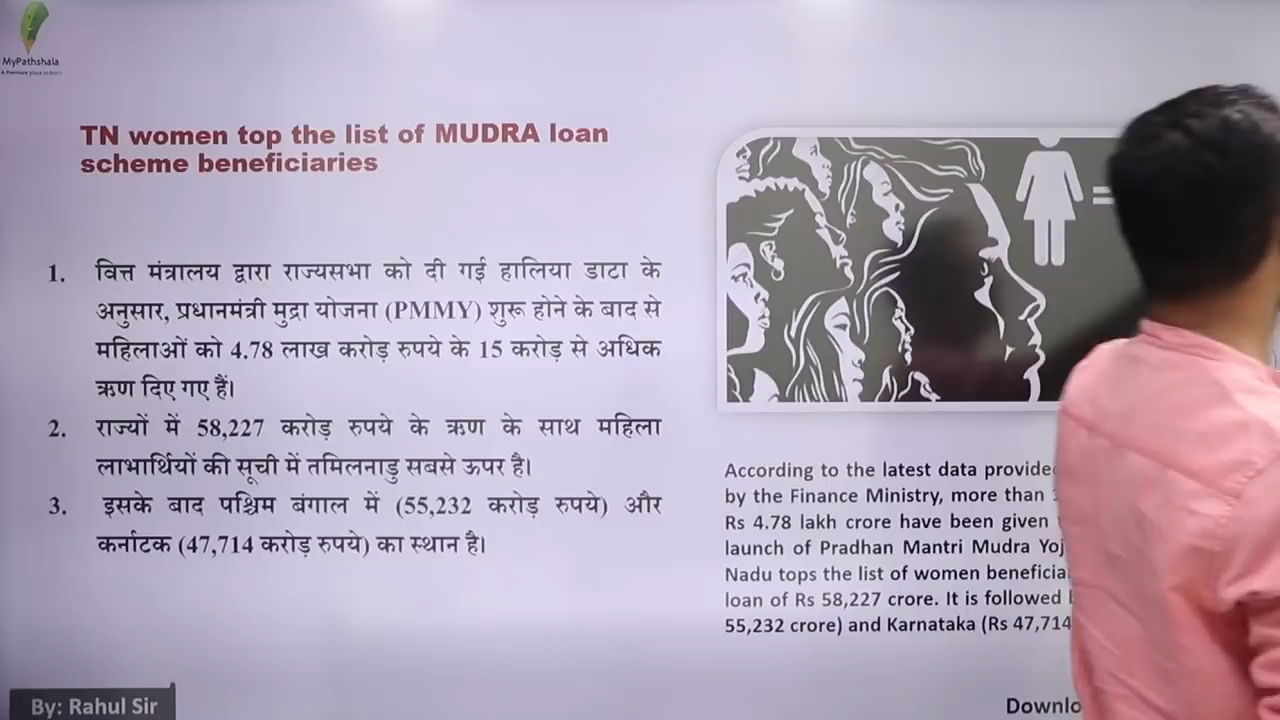 MyPathshala
TN women top the list of MUDRA loan
scheme beneficiaries
1. वित्त मंत्रालय द्वारा राज्यसभा को दी गई हालिया डाटा के
अनुसार, प्रधानमंत्री मुद्रा योजना (PMMY) शुरू होने के बाद से
महिलाओं को 4.78 लाख करोड़ रुपये के 15 करोड़ से अधिक
ऋण दिए गए हैं।
2. राज्यों में 58,227 करोड़ रुपये के ऋण के साथ महिला
लाभार्थियों की सूची में तमिलनाडु सबसे ऊपर है।
3. इसके बाद पश्चिम बंगाल में (55,232 करोड़ रुपये) और
कर्नाटक (47,714 करोड़ रुपये) का स्थान है।
=
According to the latest data
by the Finance Ministry, more than
Rs 4.78 lakh crore have been given
launch of Pradhan Mantri Mudra
Nadu tops the list of women
loan of Rs 58,227 crore. It is followed
55,232 crore) and Karnataka (Rs 47,714
By: Rahul Sir